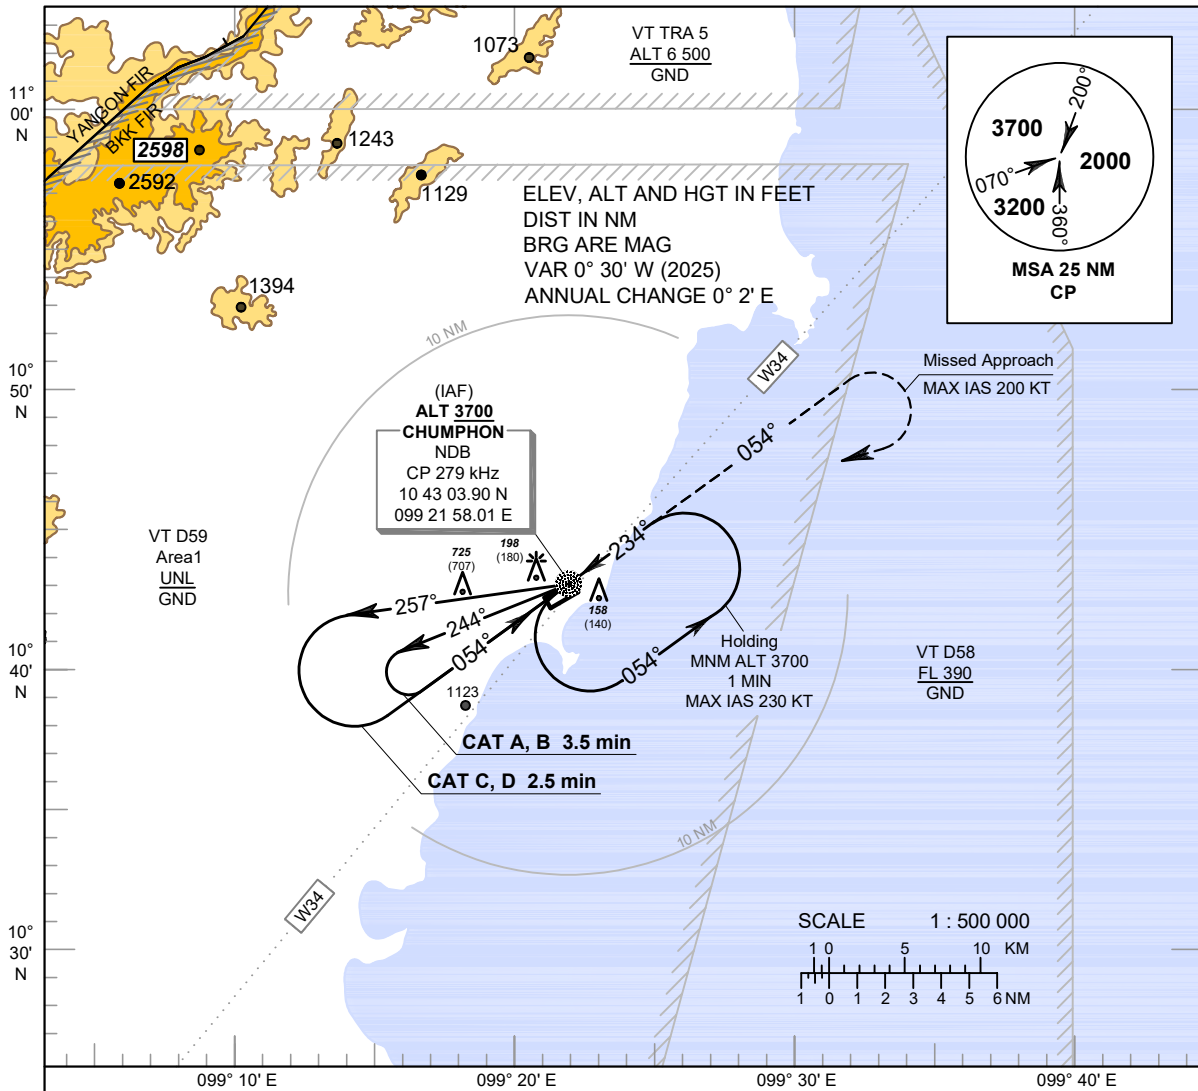 1073
VT TRA 5
ALT 6 500
GND
200°
3700
2000
070°
3200
360°
MSA 25 NM
CP
11°
00'
N
YANGON FIR
BKK FIR
2598
2592
1243
1129
1394
ELEV, ALT AND HGT IN FEET
DIST IN NM
BRG ARE MAG
VAR 0° 30' W (2025)
ANNUAL CHANGE 0° 2' E
10 NM
W34
Missed Approach
MAX IAS 200 KT
10°
50'
N
(IAF)
ALT 3700
CHUMPHON
NDB
CP 279 kHz
10 43 03.90 N
099 21 58.01 E
054°
234°
VT D59
Area1
UNL
GND
725
(707)
198
(180)
158
(140)
257°
244°
054°
054°
Holding
MNM ALT 3700
1 MIN
MAX IAS 230 KT
VT D58
FL 390
GND
10°
40'
N
1123
CAT A, B 3.5 min
CAT C, D 2.5 min
10 NM
W34
10°
30'
N
SCALE 1 : 500 000
1 0 5 10 KM
1 0 1 2 3 4 5 6 NM
099° 10' E 099° 20' E 099° 30' E 099° 40' E